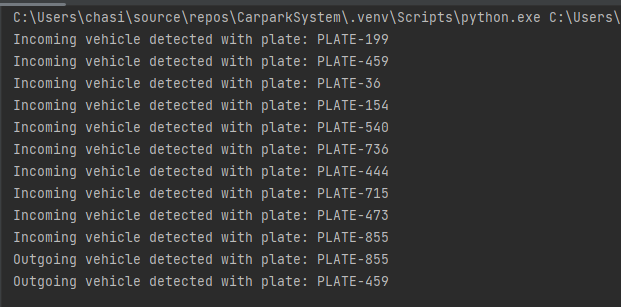 C:\Users\chasi\source\repos\CarparkSystem\.venv\Scripts\python.exe C:\Users\
Incoming vehicle detected with plate: PLATE-199
Incoming vehicle detected with plate: PLATE-459
Incoming vehicle detected with plate: PLATE-36
Incoming vehicle detected with plate: PLATE-154
Incoming vehicle detected with plate: PLATE-540
Incoming vehicle detected with plate: PLATE-736
Incoming vehicle detected with plate: PLATE-444
Incoming vehicle detected with plate: PLATE-715
Incoming vehicle detected with plate: PLATE-473
Incoming vehicle detected with plate: PLATE-855
Outgoing vehicle detected with plate: PLATE-855
Outgoing vehicle detected with plate: PLATE-459